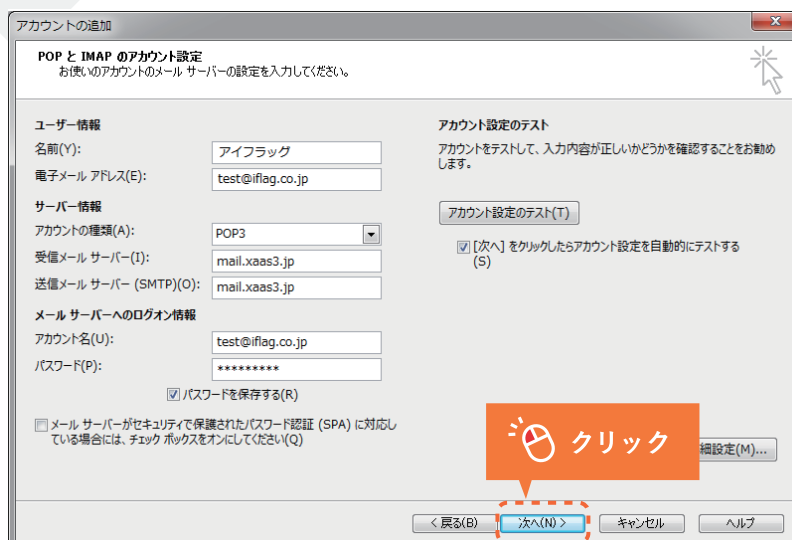 アカウントの追加
POP と IMAP のアカウント設定
お使いのアカウントのメール サーバーの設定を入力してください。
ユーザー情報
名前(Y):
アイフラッグ
電子メール アドレス(E):
test@iflag.co.jp
サーバー情報
アカウントの種類(A):
POP3
受信メール サーバー(I):
mail.xaas3.jp
送信メール サーバー (SMTP)(O):
mail.xaas3.jp
メール サーバーへのログオン情報
アカウント名(U):
test@iflag.co.jp
パスワード(P):
*********
パスワードを保存する(R)
メール サーバーがセキュリティで保護されたパスワード認証 (SPA) に対応し
ている場合には、チェック ボックスをオンにしてください(Q)
アカウント設定のテスト
アカウントをテストして、入力内容が正しいかどうかを確認することをお勧め
します。
アカウント設定のテスト(T)
[次へ] をクリックしたらアカウント設定を自動的にテストする
(S)
クリック
細設定(M)...
< 戻る(B)
次へ(N) >
キャンセル
ヘルプ